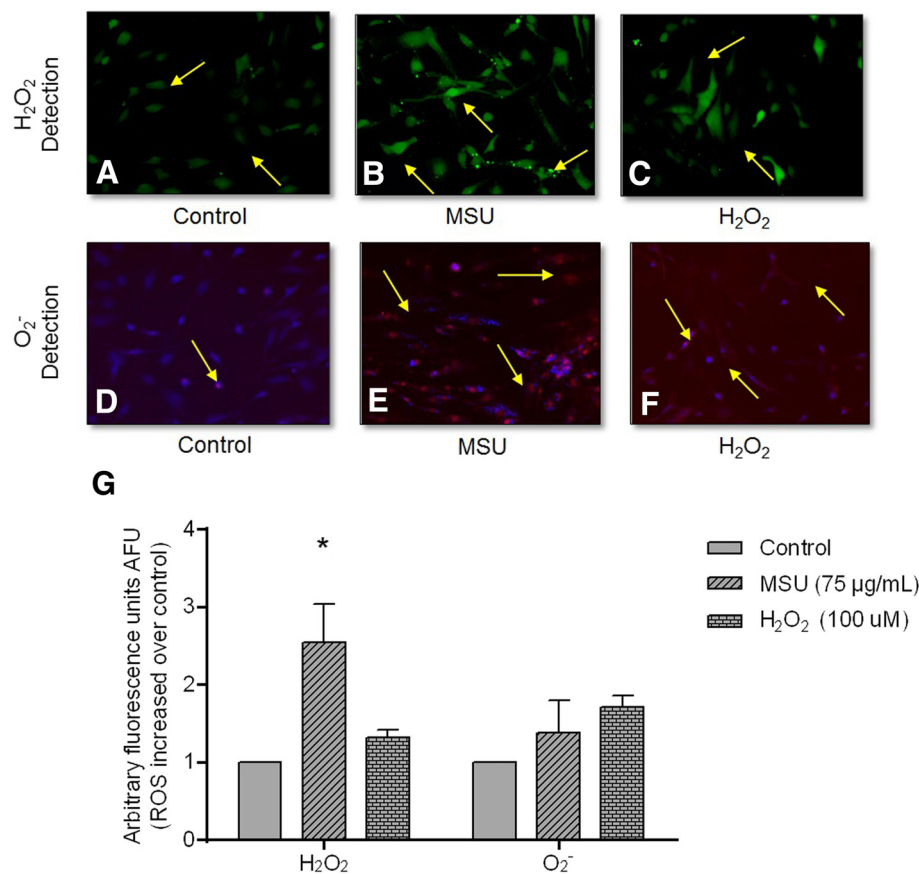 H₂O₂
Detection
A
B
C
Control
MSU
H₂O₂
O₂⁻
Detection
D
E
F
Control
MSU
H₂O₂
G
Arbitrary fluorescence units AFU
(ROS increased over control)
4
3
2
1
0
*
H₂O₂
O₂⁻
Control
MSU (75 µg/mL)
H₂O₂ (100 uM)